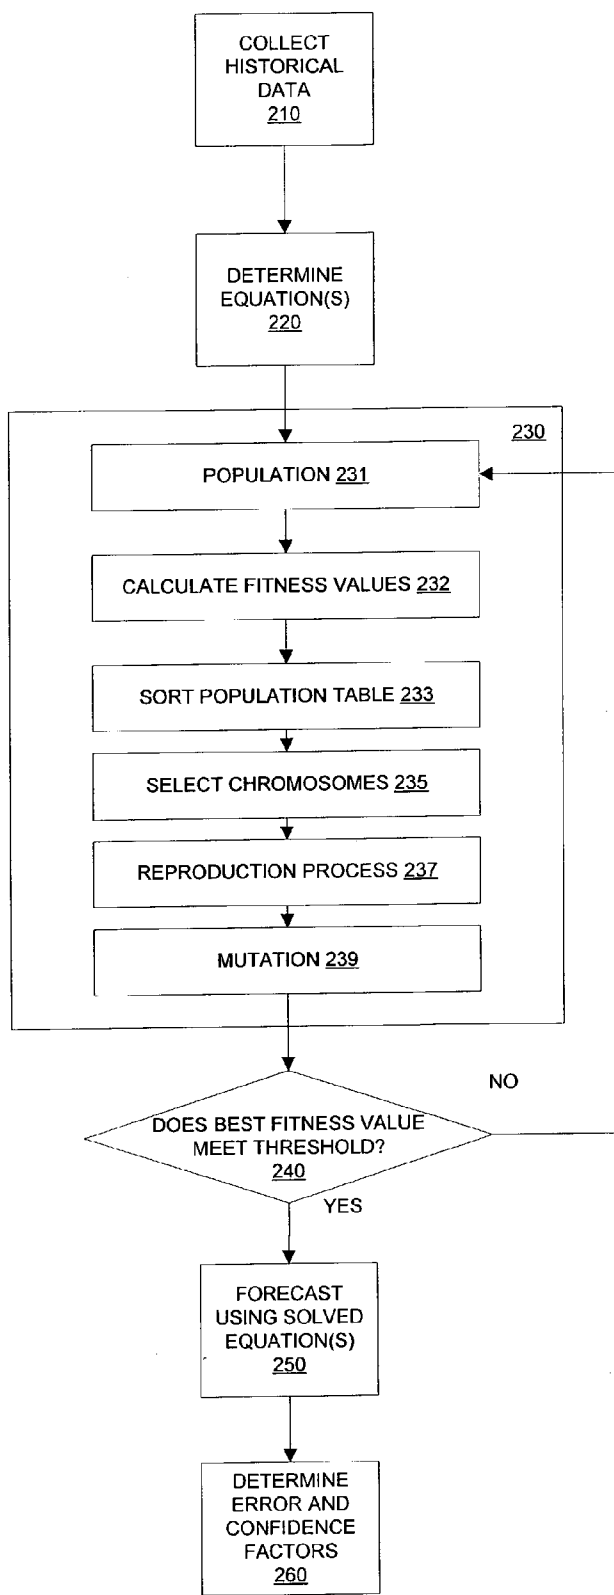 COLLECT
HISTORICAL
DATA
210
DETERMINE
EQUATION(S)
220
230
POPULATION 231
CALCULATE FITNESS VALUES 232
SORT POPULATION TABLE 233
SELECT CHROMOSOMES 235
REPRODUCTION PROCESS 237
MUTATION 239
NO
DOES BEST FITNESS VALUE
MEET THRESHOLD?
240
YES
FORECAST
USING SOLVED
EQUATION(S)
250
DETERMINE
ERROR AND
CONFIDENCE
FACTORS
260